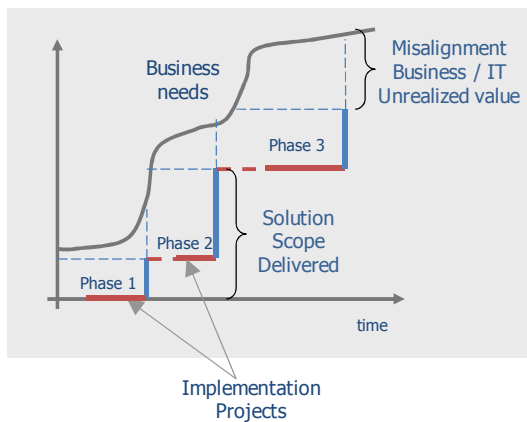 Misalignment
Business / IT
Unrealized value
Business
needs
Phase 3
Phase 2
Phase 1
Solution
Scope
Delivered
time
Implementation
Projects